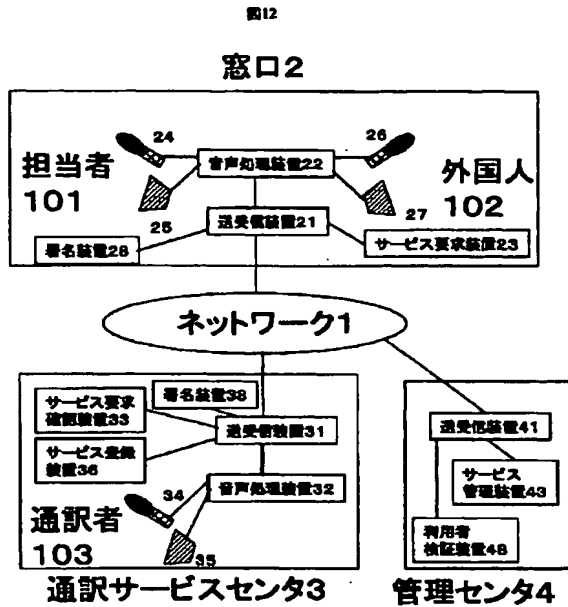 図12
窓口2
担当者
101
24
音声処理装置22
26
外国人
102
25
送受信装置21
27
署名装置28
サービス要求装置23
ネットワーク1
サービス要求
確認装置33
署名装置38
送受信装置31
サービス登録
装置36
音声処理装置32
34
通訳者
103
35
通訳サービスセンタ3
送受信装置41
サービス
管理装置43
利用者
検証装置48
管理センタ4